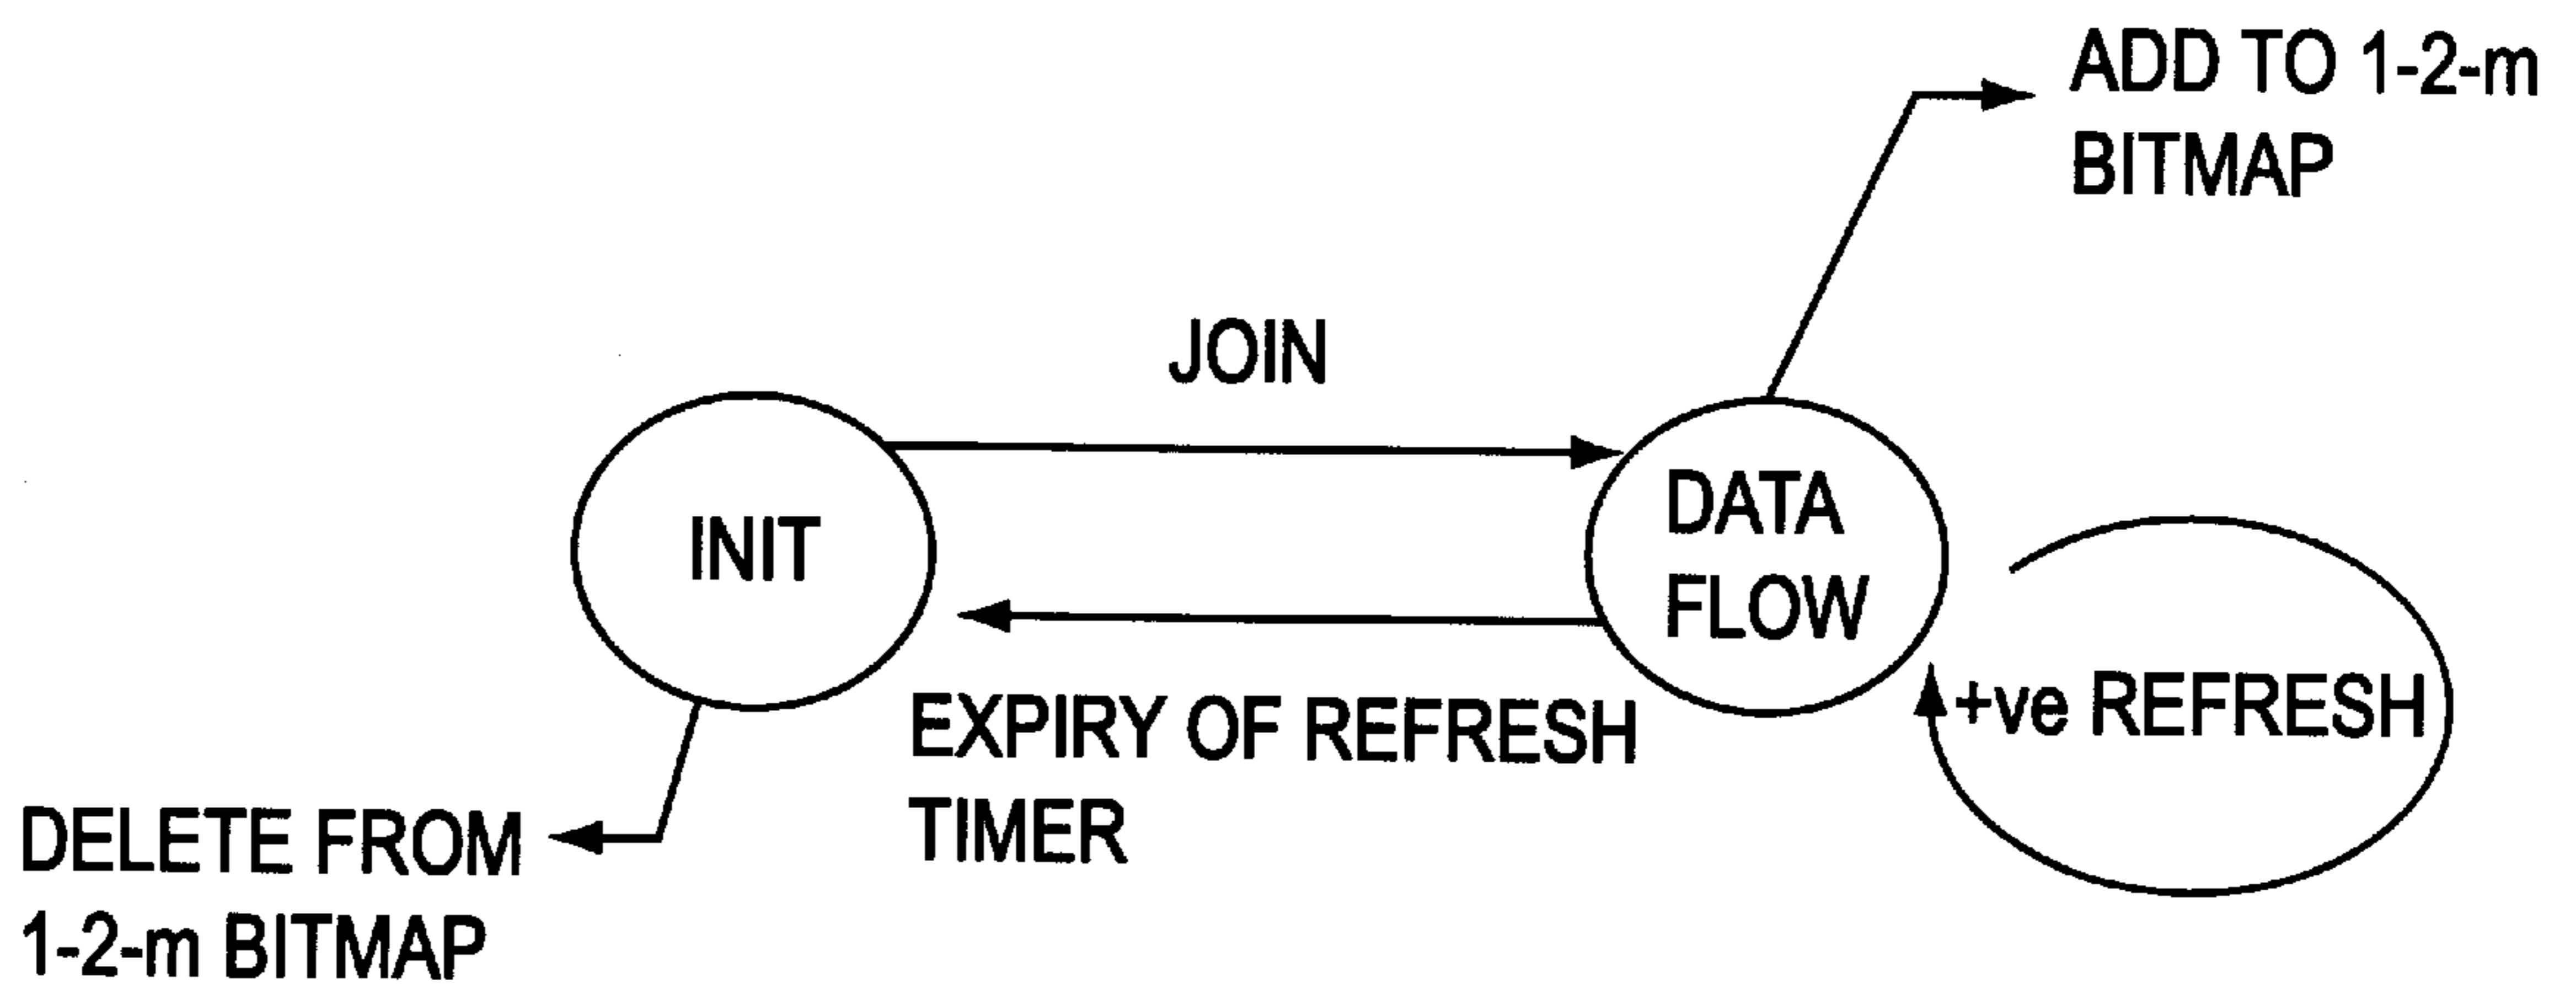 ADD TO 1-2-m
BITMAP
JOIN
INIT
DATA
FLOW
+ve REFRESH
EXPIRY OF REFRESH
TIMER
DELETE FROM
1-2-m BITMAP